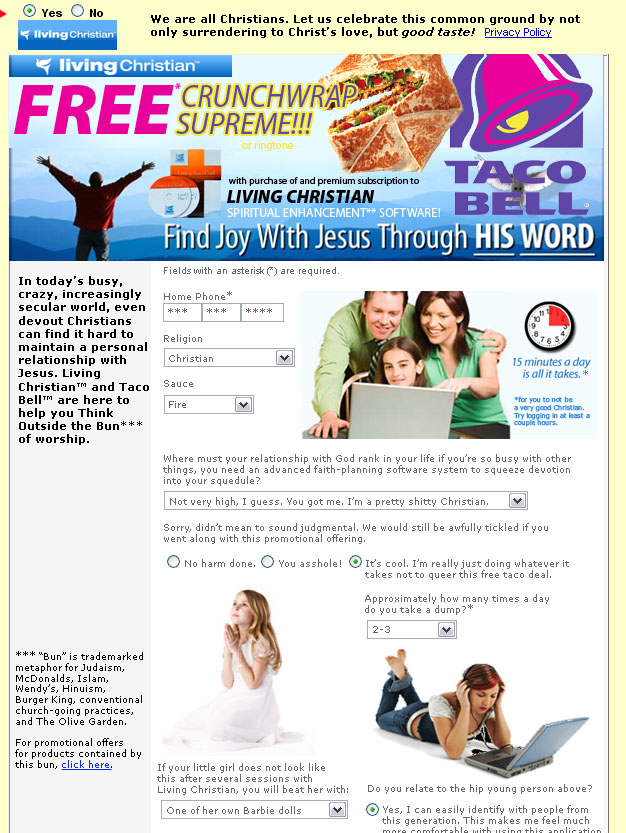 Yes No
livingChristian™
We are all Christians. Let us celebrate this common ground by not
only surrendering to Christ's love, but good taste! Privacy Policy
livingChristian™
FREE* CRUNCHWRAP
SUPREME!!!
or ringtone
with purchase of and premium subscription to
LIVING CHRISTIAN
SPIRITUAL ENHANCEMENT** SOFTWARE!
TACO
BELL®
Find Joy With Jesus Through HIS WORD
In today's busy,
crazy, increasingly
secular world, even
devout Christians
can find it hard to
maintain a personal
relationship with
Jesus. Living
Christian™ and Taco
Bell™ are here to
help you Think
Outside the Bun***
of worship.
*** "Bun" is trademarked
metaphor for Judaism,
McDonalds, Islam,
Wendy's, Hinuism,
Burger King, conventional
church-going practices,
and The Olive Garden.
For promotional offers
for products contained by
this bun, click here.
Fields with an asterisk (*) are required.
Home Phone*
*** *** ****
Religion
Christian
Sauce
Fire
15 minutes a day
is all it takes.*
*for you to not be
a very good Christian.
Try logging in at least a
couple hours.
Where must your relationship with God rank in your life if you're so busy with other
things, you need an advanced faith-planning software system to squeeze devotion
into your squedule?
Not very high, I guess. You got me. I'm a pretty shitty Christian.
Sorry, didn't mean to sound judgmental. We would still be awfully tickled if you
went along with this promotional offering.
No harm done. You asshole! It's cool. I'm really just doing whatever it
takes not to queer this free taco deal.
Approximately how many times a day
do you take a dump?*
2-3
If your little girl does not look like
this after several sessions with
Living Christian, you will beat her with:
One of her own Barbie dolls
Do you relate to the hip young person above?
Yes, I can easily identify with people from
this generation. This makes me feel much
more comfortable with using this application